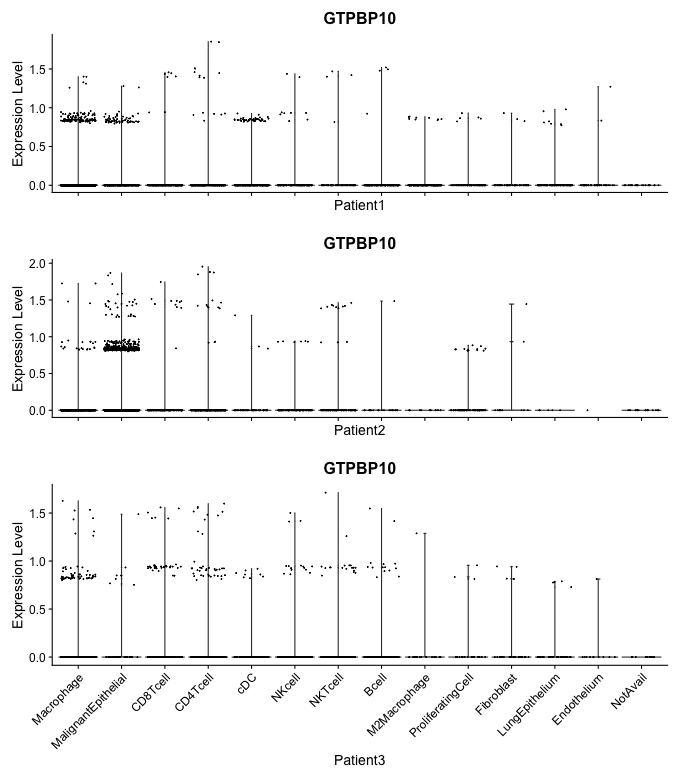 GTPBP10
Expression Level
1.5
1.0
0.5
0.0
Patient1
GTPBP10
Expression Level
2.0
1.5
1.0
0.5
0.0
Patient2
GTPBP10
Expression Level
1.5
1.0
0.5
0.0
Macrophage
MalignantEpithelial
CD8Tcell
CD4Tcell
cDC
NKcell
NKTcell
Bcell
M2Macrophage
ProliferatingCell
Fibroblast
LungEpithelium
Endothelium
NotAvail
Patient3